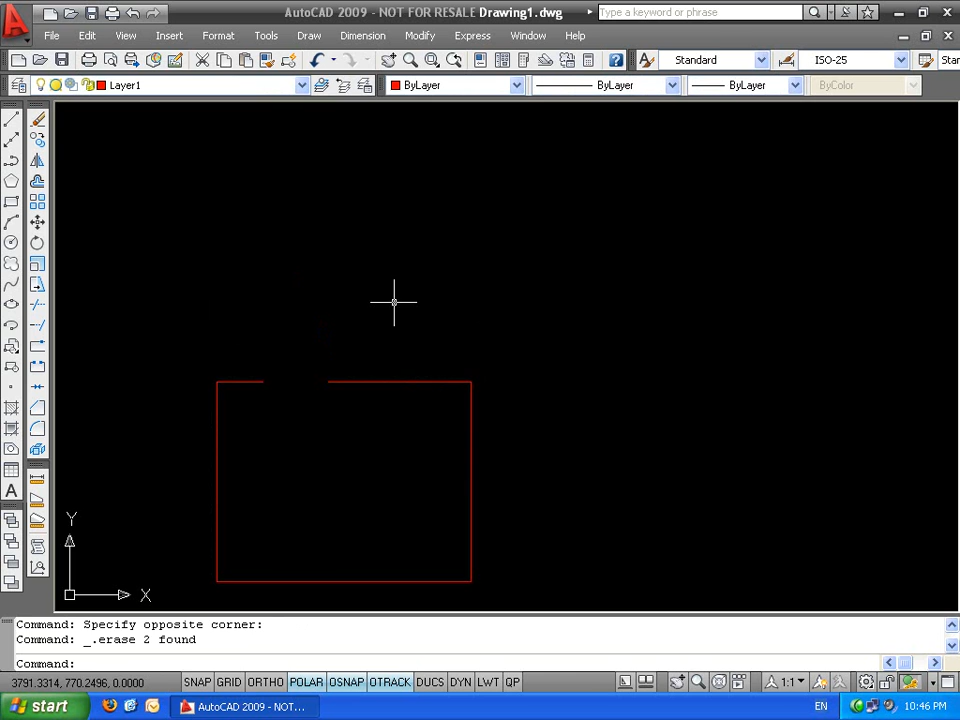 AutoCAD 2009 - NOT FOR RESALE Drawing1.dwg
Type a keyword or phrase
File Edit View Insert Format Tools Draw Dimension Modify Express Window Help
Standard
ISO-25
Star
Layer1
ByLayer
ByLayer
ByLayer
ByColor
A
Y
X
Command: Specify opposite corner:
Command: _.erase 2 found
Command:
3791.3314, 770.2496, 0.0000
SNAP GRID ORTHO POLAR OSNAP OTRACK DUCS DYN LWT QP
1:1
start
AutoCAD 2009 - NOT...
EN
10:46 PM